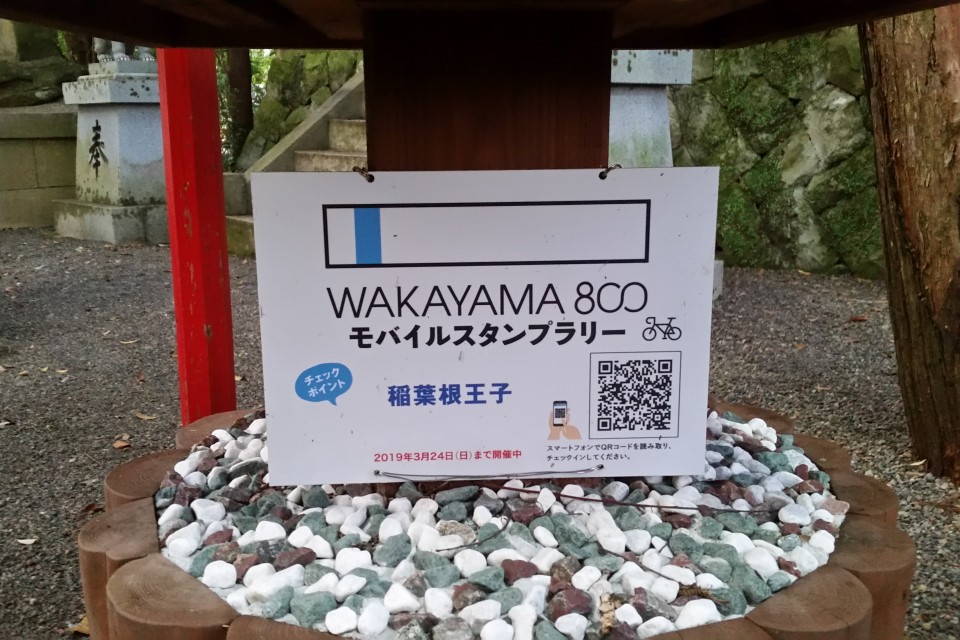 奉
WAKAYAMA 800
モバイルスタンプラリー
チェック
ポイント
稲葉根王子
スマートフォンでQRコードを読み取り、
チェックインしてください。
2019年3月24日(日)まで開催中